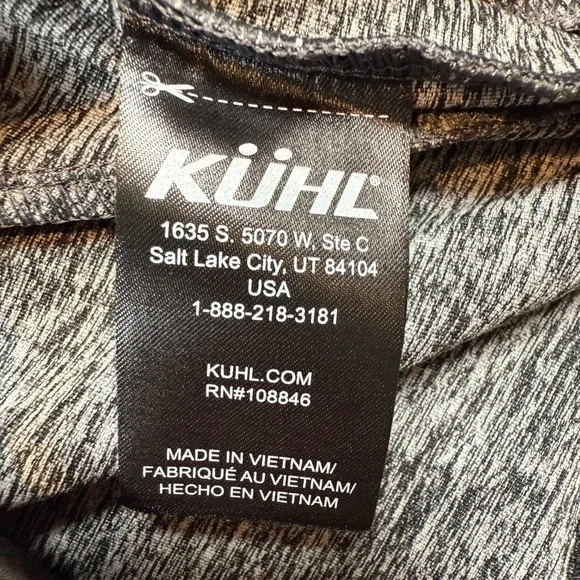 KÜHL®
1635 S. 5070 W, Ste C
Salt Lake City, UT 84104
USA
1-888-218-3181
KUHL.COM
RN#108846
MADE IN VIETNAM/
FABRIQUÉ AU VIETNAM/
HECHO EN VIETNAM